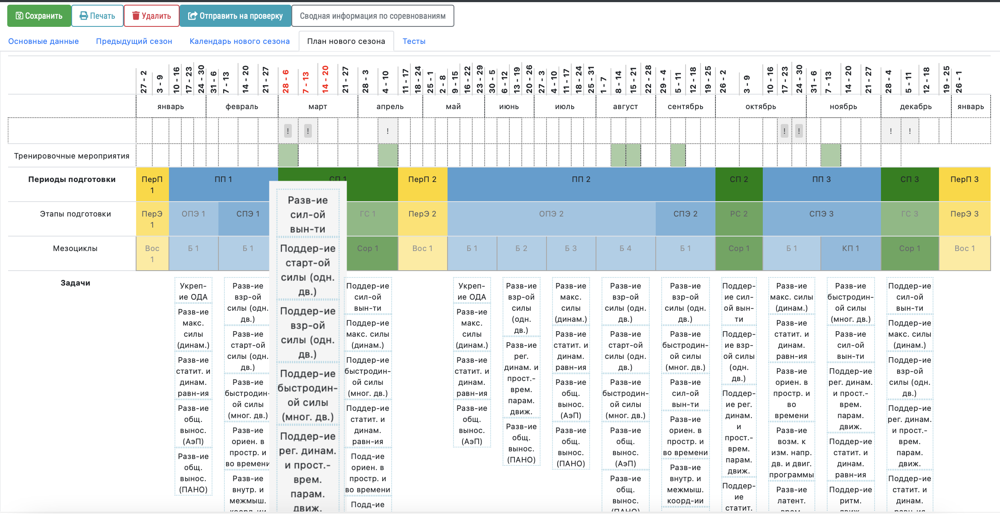 Сохранить
Печать
Удалить
Отправить на проверку
Сводная информация по соревнованиям
Основные данные
Предыдущий сезон
Календарь нового сезона
План нового сезона
Тесты
27 - 2
3 - 9
10 - 16
17 - 23
24 - 30
31 - 6
7 - 13
14 - 20
21 - 27
28 - 6
7 - 13
14 - 20
21 - 27
28 - 3
4 - 10
11 - 17
18 - 24
25 - 1
2 - 8
9 - 15
16 - 22
23 - 29
30 - 5
6 - 12
13 - 19
20 - 26
27 - 3
4 - 10
11 - 17
18 - 24
25 - 31
1 - 7
8 - 14
15 - 21
22 - 28
29 - 4
5 - 11
12 - 18
19 - 25
26 - 2
3 - 9
10 - 16
17 - 23
24 - 30
31 - 6
7 - 13
14 - 20
21 - 27
28 - 4
5 - 11
12 - 18
19 - 25
26 - 1
январь
февраль
март
апрель
май
июнь
июль
август
сентябрь
октябрь
ноябрь
декабрь
январь
!
!
!
!
!
!
!
Тренировочные мероприятия
Периоды подготовки
ПерП
1
ПП 1
СП 1
ПерП 2
ПП 2
СП 2
ПП 3
СП 3
ПерП 3
Этапы подготовки
ПерЭ
1
ОПЭ 1
СПЭ 1
ГС 1
ПерЭ 2
ОПЭ 2
СПЭ 2
РС 2
СПЭ 3
ГС 3
ПерЭ 3
Мезоциклы
Вос
1
Б 1
Б 1
Сор 1
Вос 1
Б 1
Б 2
Б 3
Б 4
Б 1
Сор 1
Б 1
КП 1
Сор 1
Вос 1
Задачи
Укреп-
ие ОДА
Разв-ие
макс.
силы
(динам.)
Разв-ие
статит. и
динам.
равн-ия
Разв-ие
общ.
вынос.
(АэП)
Разв-ие
общ.
вынос.
(ПАНО)
Разв-ие
взр-ой
силы (одн.
дв.)
Разв-ие
старт-ой
силы (одн.
дв.)
Разв-ие
быстродин-
ой силы
(мног. дв.)
Разв-ие
ориен. в
простр. и
во времени
Разв-ие
внутр. и
межмыш.
коорд-ии
Разв-ие
сил-ой
вын-ти
Поддер-ие
старт-ой
силы (одн.
дв.)
Поддер-ие
взр-ой
силы (одн.
дв.)
Поддер-ие
быстродин-
ой силы
(мног. дв.)
Поддер-ие
рег. динам.
и прост.-
врем.
парам.
движ.
Поддер-ие
сил-ой
вын-ти
Поддер-ие
макс. силы
(динам.)
Поддер-ие
быстродин-
ой силы
(мног. дв.)
Поддер-ие
статит. и
динам.
равн-ия
Подд-ие
ориен. в
простр. и
во времени
Подд-ие
Укреп-
ие ОДА
Разв-ие
макс.
силы
(динам.)
Разв-ие
статит. и
динам.
равн-ия
Разв-ие
общ.
вынос.
(АэП)
Разв-ие
взр-ой
силы
(одн.
дв.)
Разв-ие
рег.
динам. и
прост.-
врем.
парам.
движ.
Разв-ие
общ.
вынос.
(ПАНО)
Разв-ие
макс.
силы
(динам.)
Разв-ие
статит. и
динам.
равн-ия
Разв-ие
общ.
вынос.
(АэП)
Разв-ие
общ.
вынос.
(ПАНО)
Разв-ие
взр-ой
силы (одн.
дв.)
Разв-ие
старт-ой
силы (одн.
дв.)
Разв-ие
быстродин-
ой силы
(мног. дв.)
Разв-ие
общ.
вынос.
(АэП)
Разв-ие
общ.
вынос.
(ПАНО)
Разв-ие
взр-ой
силы (одн.
дв.)
Разв-ие
быстродин-
ой силы
(мног. дв.)
Разв-ие
сил-ой
вын-ти
Разв-ие
ориен. в
простр. и
во времени
Разв-ие
внутр. и
межмыш.
коорд-ии
Поддер-
ие сил-
ой вын-
ти
Поддер-
ие взр-
ой силы
(одн.
дв.)
Поддер-
ие рег.
динам.
и
прост.-
врем.
парам.
движ.
Поддер-
ие
статит.
Разв-ие
макс. силы
(динам.)
Разв-ие
статит. и
динам.
равн-ия
Разв-ие
ориен. в
простр. и
во
времени
Разв-ие
возм. к
изм. напр.
дв. и двиг.
программы
Разв-ие
латент.
врем.
Разв-ие
быстродин-
ой силы
(мног. дв.)
Разв-ие
сил-ой
вын-ти
Поддер-ие
рег. динам.
и прост.-
врем.
парам.
движ.
Поддер-ие
статит. и
динам.
равн-ия
Поддер-ие
ритм.
движ.
Поддер-ие
сил-ой
вын-ти
Поддер-ие
макс. силы
(динам.)
Поддер-ие
взр-ой
силы (одн.
дв.)
Поддер-ие
рег. динам.
и прост.-
врем.
парам.
движ.
Поддер-ие
статит. и
динам.
равн-ия